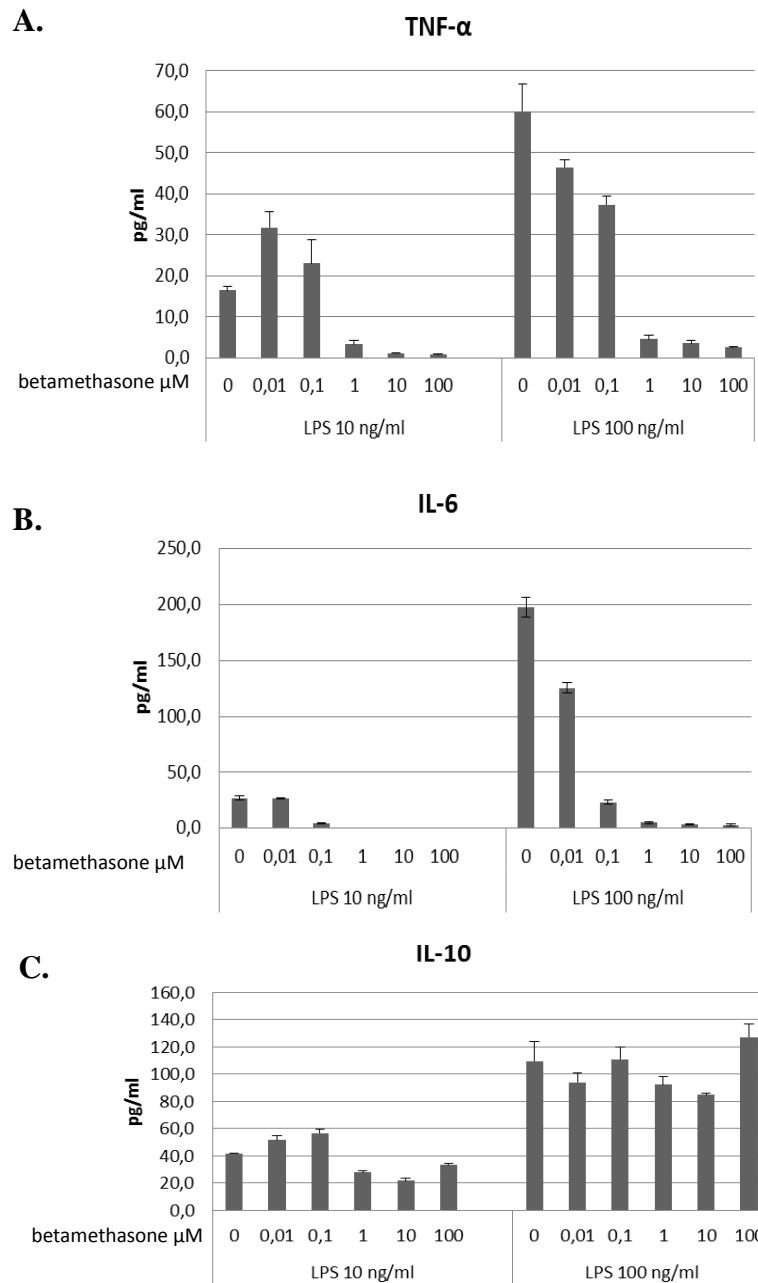 A.
TNF-α
70,0
60,0
50,0
40,0
30,0
20,0
10,0
0,0
pg/ml
betamethasone μM
0 0,01 0,1 1 10 100 0 0,01 0,1 1 10 100
LPS 10 ng/ml LPS 100 ng/ml
B.
IL-6
250,0
200,0
150,0
100,0
50,0
0,0
pg/ml
betamethasone μM
0 0,01 0,1 1 10 100 0 0,01 0,1 1 10 100
LPS 10 ng/ml LPS 100 ng/ml
C.
IL-10
160,0
140,0
120,0
100,0
80,0
60,0
40,0
20,0
0,0
pg/ml
betamethasone μM
0 0,01 0,1 1 10 100 0 0,01 0,1 1 10 100
LPS 10 ng/ml LPS 100 ng/ml